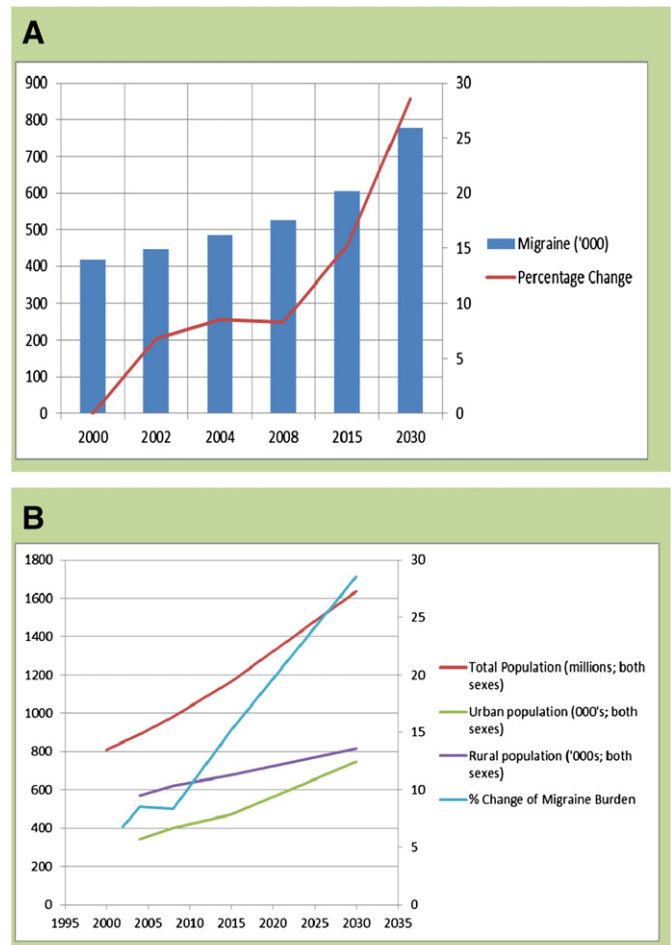 A
900
800
700
600
500
400
300
200
100
0
30
25
20
15
10
5
0
2000 2002 2004 2008 2015 2030
Migraine ('000)
Percentage Change
B
1800
1600
1400
1200
1000
800
600
400
200
0
30
25
20
15
10
5
0
1995 2000 2005 2010 2015 2020 2025 2030 2035
Total Population (millions; both
sexes)
Urban population (000's; both
sexes)
Rural population ('000s; both
sexes)
% Change of Migraine Burden